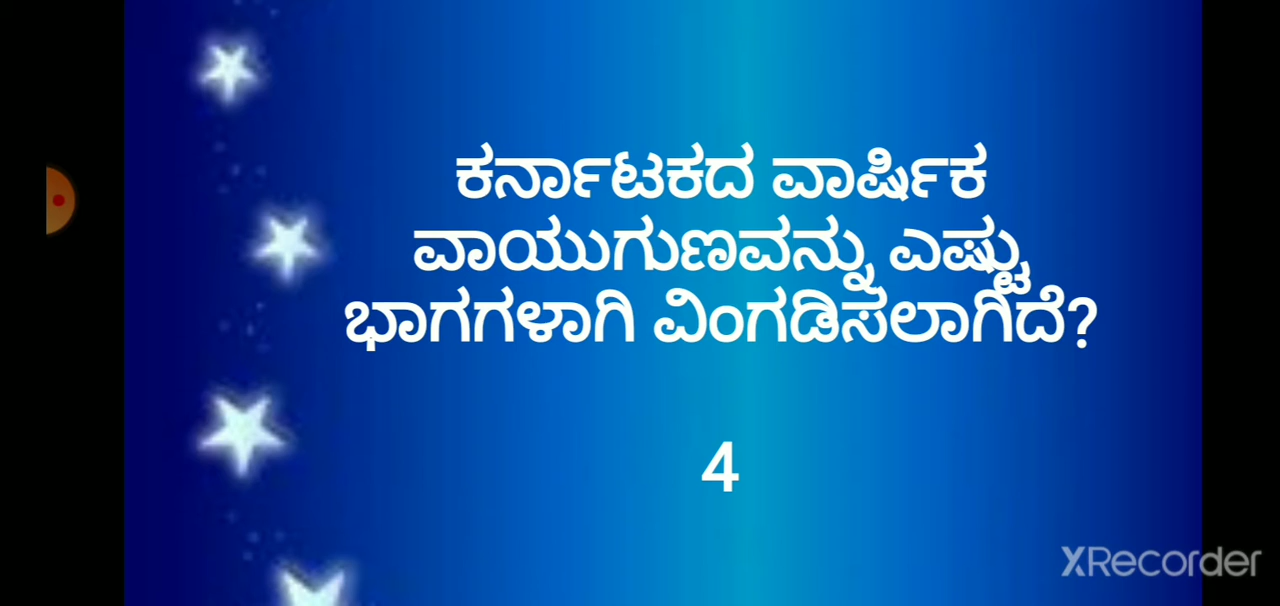 ಕರ್ನಾಟಕದ ವಾರ್ಷಿಕ
ವಾಯುಗುಣವನ್ನು ಎಷ್ಟು
ಭಾಗಗಳಾಗಿ ವಿಂಗಡಿಸಲಾಗಿದೆ?
4
XRecorder